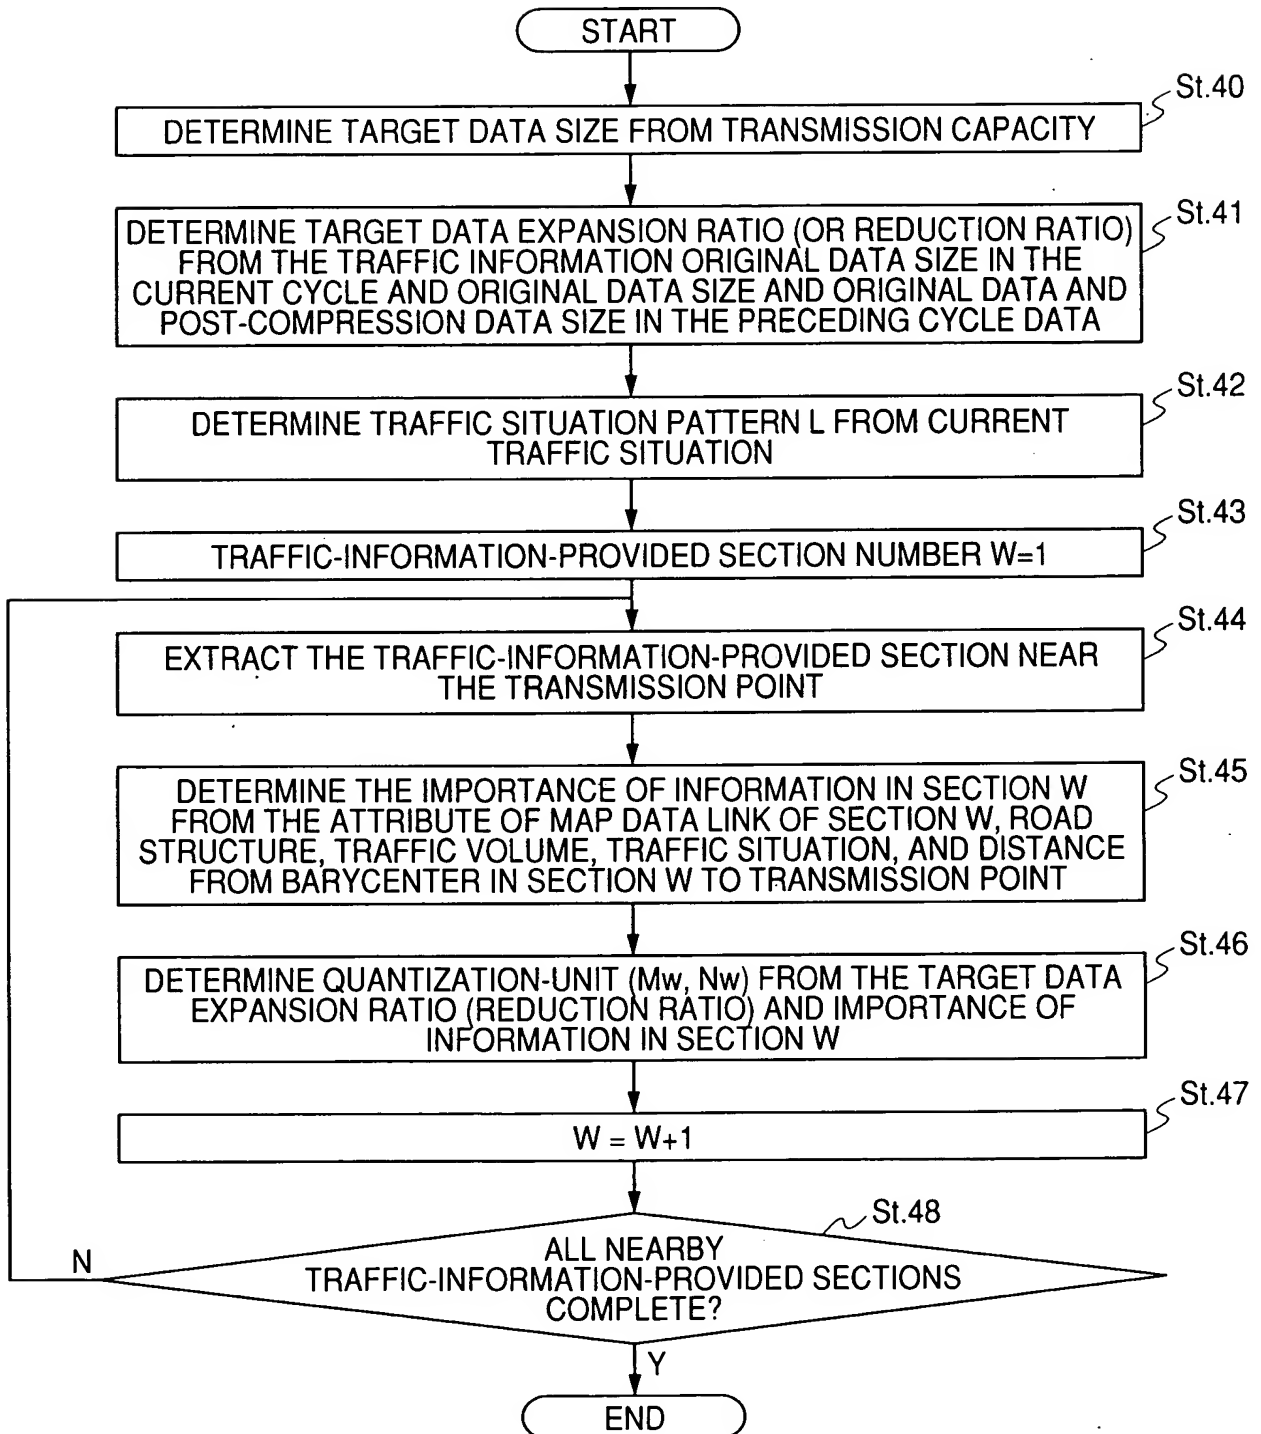 START
St.40
DETERMINE TARGET DATA SIZE FROM TRANSMISSION CAPACITY
St.41
DETERMINE TARGET DATA EXPANSION RATIO (OR REDUCTION RATIO)
FROM THE TRAFFIC INFORMATION ORIGINAL DATA SIZE IN THE
CURRENT CYCLE AND ORIGINAL DATA SIZE AND ORIGINAL DATA AND
POST-COMPRESSION DATA SIZE IN THE PRECEDING CYCLE DATA
St.42
DETERMINE TRAFFIC SITUATION PATTERN L FROM CURRENT
TRAFFIC SITUATION
St.43
TRAFFIC-INFORMATION-PROVIDED SECTION NUMBER W=1
St.44
EXTRACT THE TRAFFIC-INFORMATION-PROVIDED SECTION NEAR
THE TRANSMISSION POINT
St.45
DETERMINE THE IMPORTANCE OF INFORMATION IN SECTION W
FROM THE ATTRIBUTE OF MAP DATA LINK OF SECTION W, ROAD
STRUCTURE, TRAFFIC VOLUME, TRAFFIC SITUATION, AND DISTANCE
FROM BARYCENTER IN SECTION W TO TRANSMISSION POINT
St.46
DETERMINE QUANTIZATION-UNIT (Mw, Nw) FROM THE TARGET DATA
EXPANSION RATIO (REDUCTION RATIO) AND IMPORTANCE OF
INFORMATION IN SECTION W
St.47
W = W+1
St.48
N
ALL NEARBY
TRAFFIC-INFORMATION-PROVIDED SECTIONS
COMPLETE?
Y
END